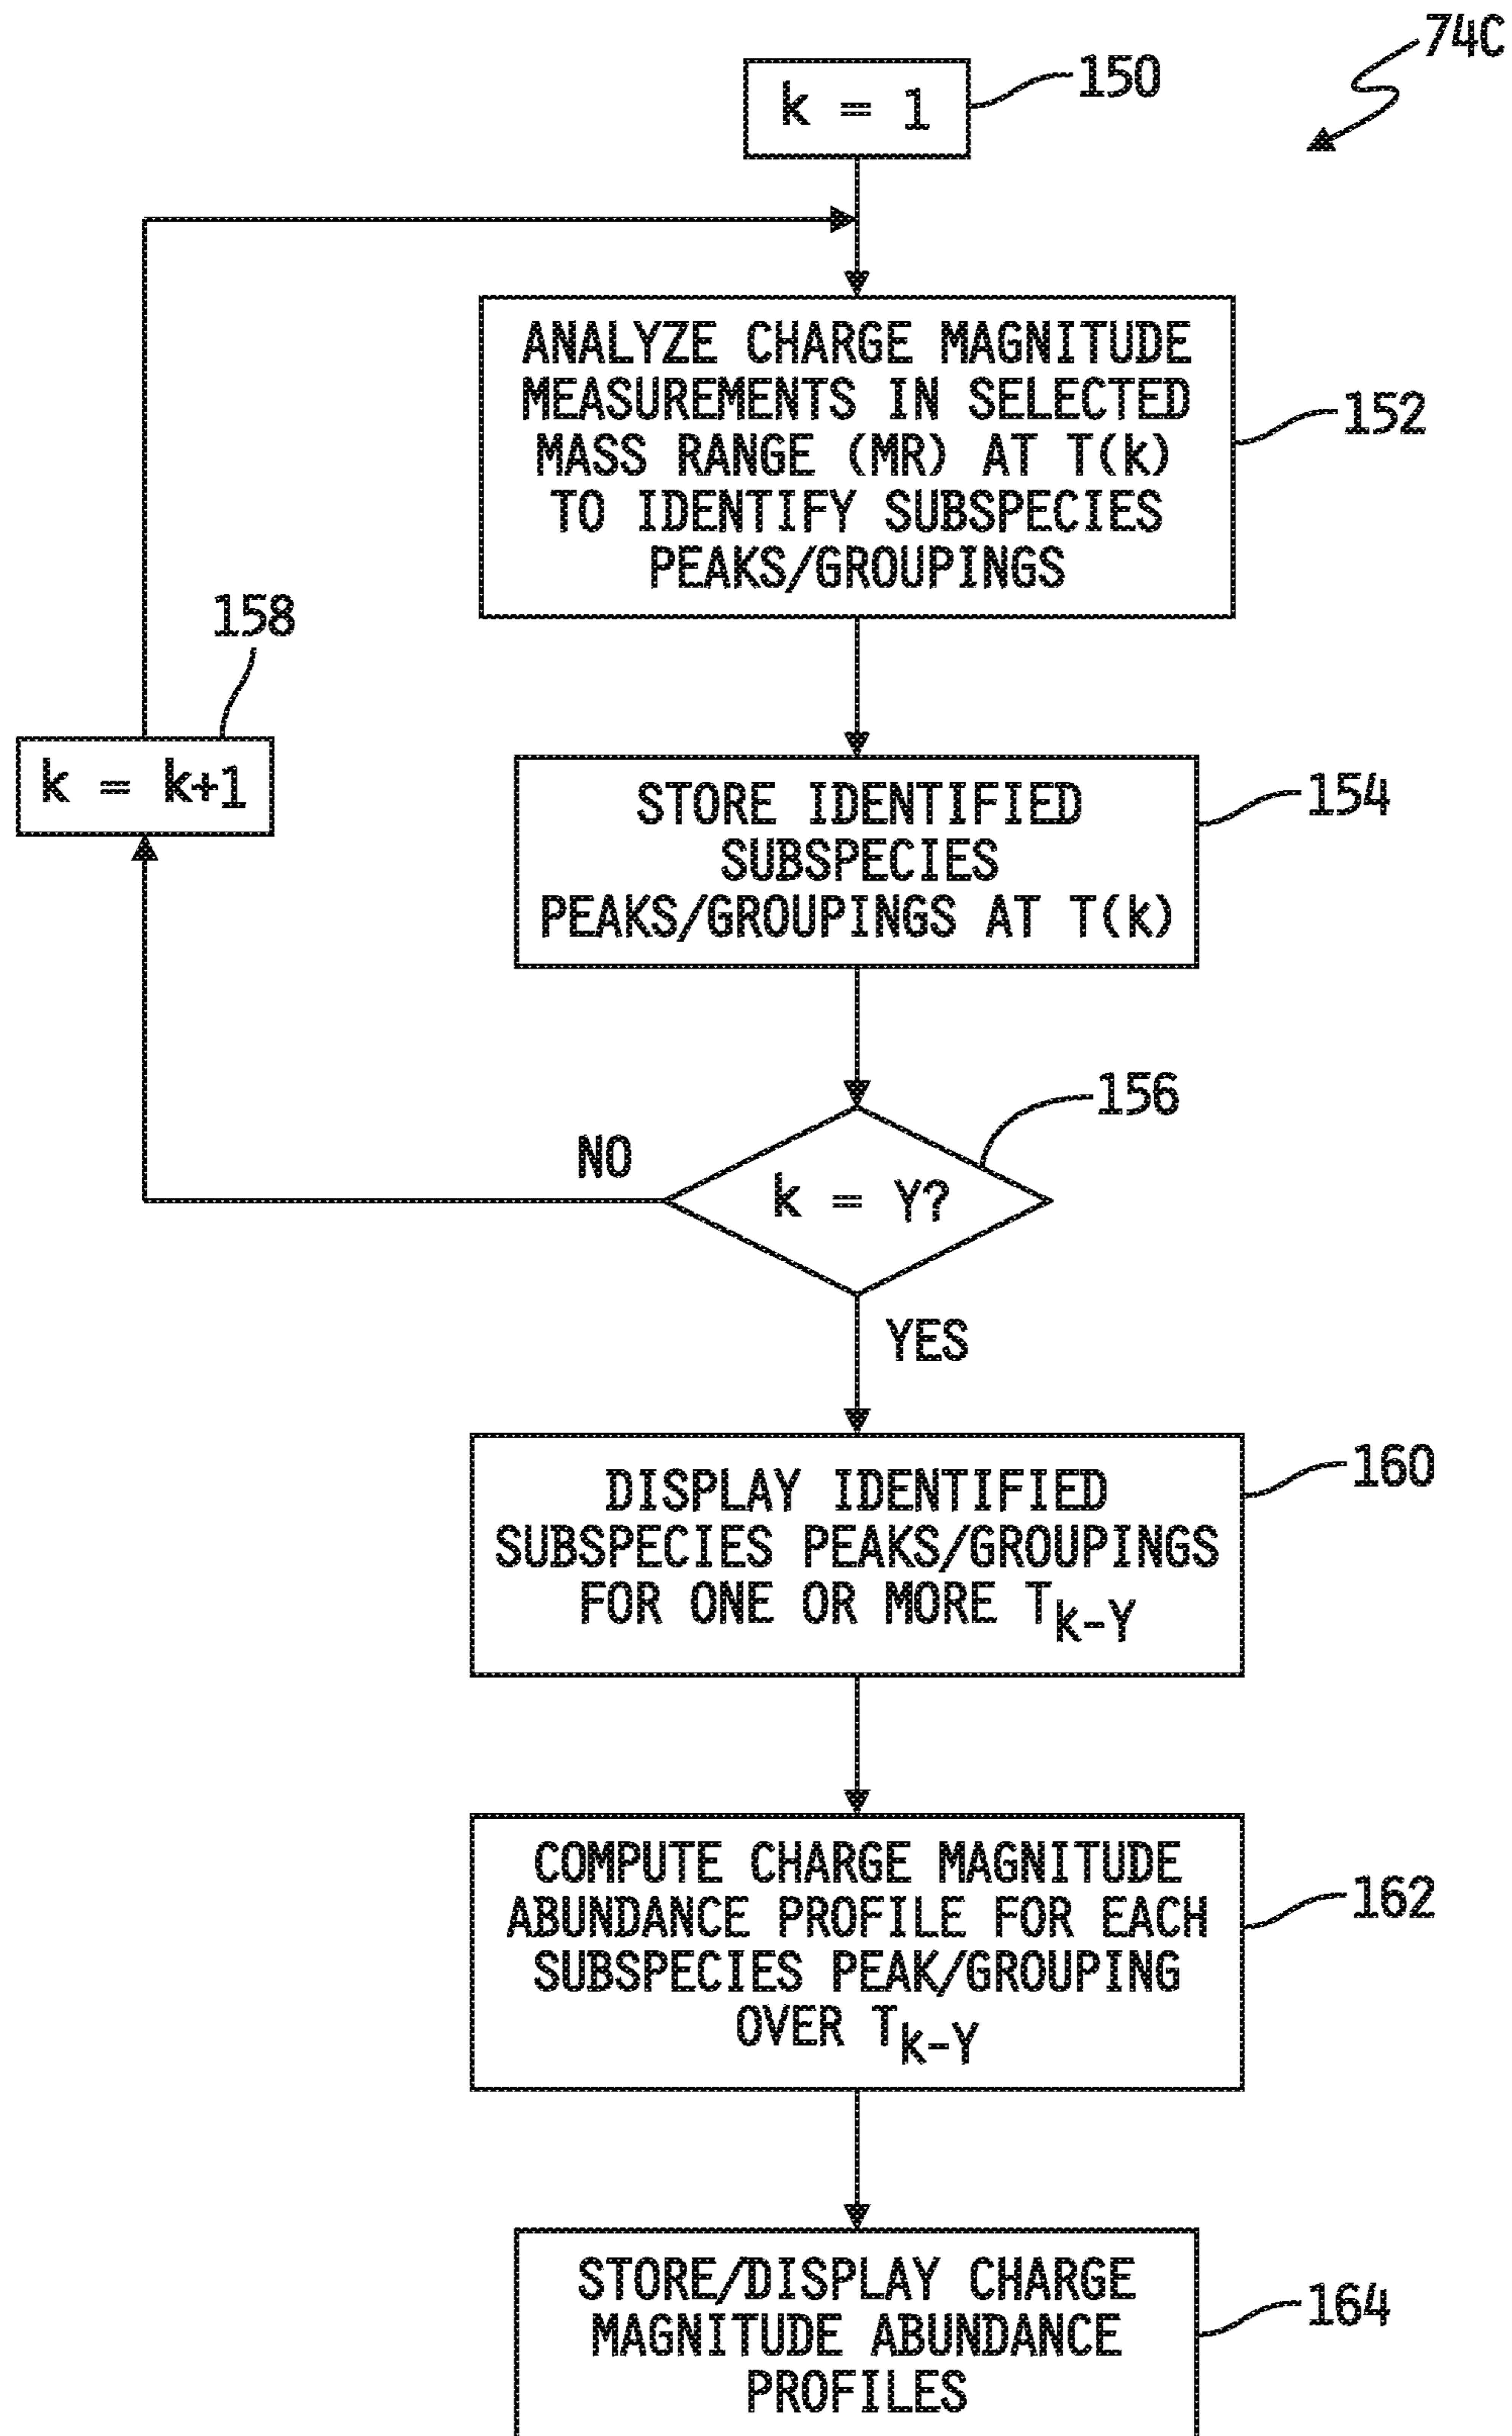 74C
k = 1
150
ANALYZE CHARGE MAGNITUDE
MEASUREMENTS IN SELECTED
MASS RANGE (MR) AT T(k)
TO IDENTIFY SUBSPECIES
PEAKS/GROUPINGS
152
158
k = k+1
STORE IDENTIFIED
SUBSPECIES
PEAKS/GROUPINGS AT T(k)
154
156
NO
k = Y?
YES
DISPLAY IDENTIFIED
SUBSPECIES PEAKS/GROUPINGS
FOR ONE OR MORE Tk-Y
160
COMPUTE CHARGE MAGNITUDE
ABUNDANCE PROFILE FOR EACH
SUBSPECIES PEAK/GROUPING
OVER Tk-Y
162
STORE/DISPLAY CHARGE
MAGNITUDE ABUNDANCE
PROFILES
164